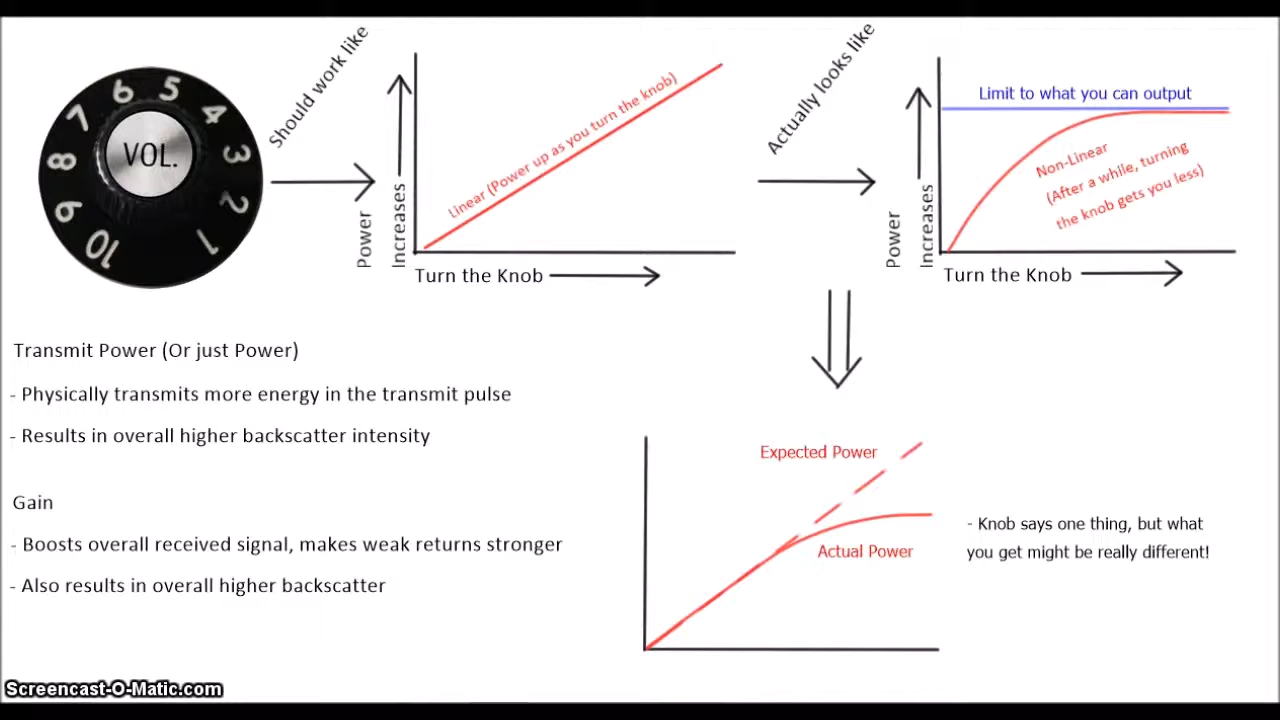 1
2
3
4
5
6
7
8
9
10
VOL.
Should work like
Power
Increases
Linear (Power up as you turn the knob)
Turn the Knob
Actually looks like
Power
Increases
Limit to what you can output
Non-Linear
(After a while, turning
the knob gets you less)
Turn the Knob
Transmit Power (Or just Power)
- Physically transmits more energy in the transmit pulse
- Results in overall higher backscatter intensity
Gain
- Boosts overall received signal, makes weak returns stronger
- Also results in overall higher backscatter
Expected Power
Actual Power
- Knob says one thing, but what
you get might be really different!
Screencast-O-Matic.com